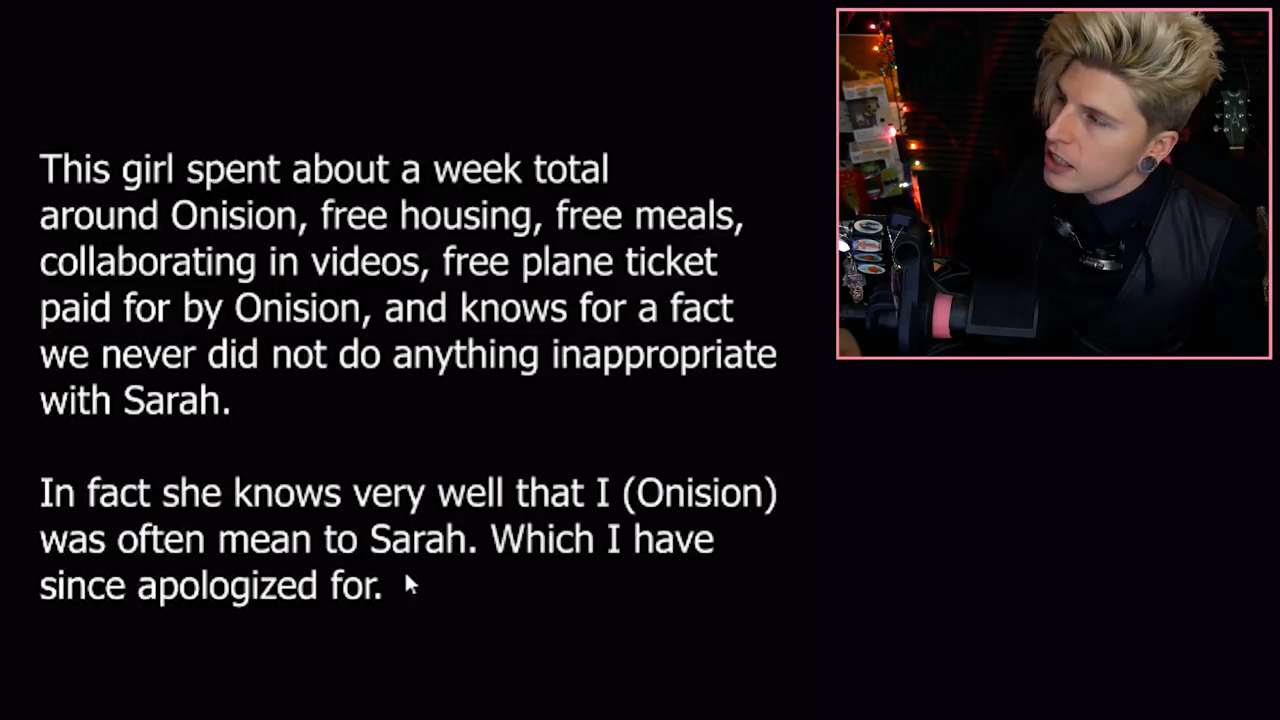 This girl spent about a week total
around Onision, free housing, free meals,
collaborating in videos, free plane ticket
paid for by Onision, and knows for a fact
we never did not do anything inappropriate
with Sarah.
In fact she knows very well that I (Onision)
was often mean to Sarah. Which I have
since apologized for.